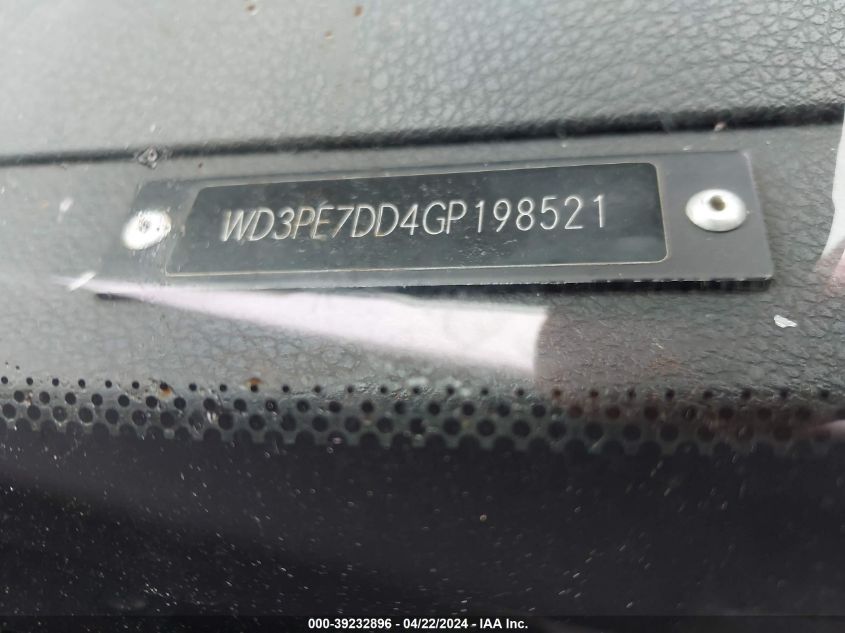 WD3PE7DD4GP198521
000-39232896 - 04/22/2024 - IAA Inc.